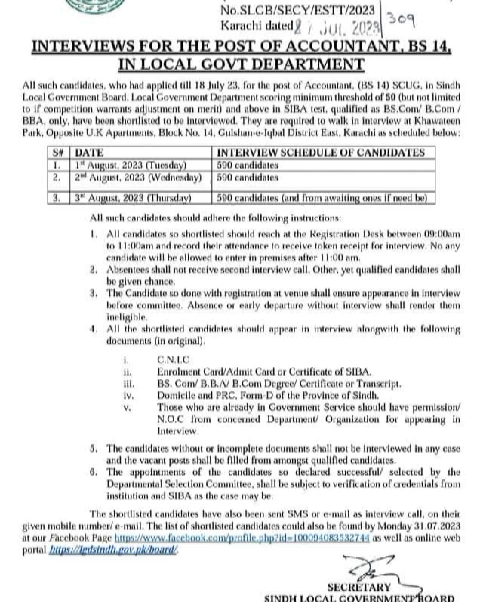 No.SLGB/SECY/ESTT/2023
Karachi dated 27 JUL 2023 309
INTERVIEWS FOR THE POST OF ACCOUNTANT, BS 14,
IN LOCAL GOVT DEPARTMENT
All such candidates, who had applied till 18 July 23, for the post of Accountant, (BS 14) SCUG, in Sindh
Local Government Board, Local Government Department scoring minimum threshold of 50 (but not limited
to if competition warrants adjustment on merit) and above in SIBA test, qualified as BS.Com/ B.Com /
BBA, only, have been shortlisted to be interviewed. They are required to walk in Interview at Khawateen
Park, Opposite U.K Apartments, Block No. 14, Gulshan-e-Iqbal District East, Karachi as scheduled below:
S# DATE INTERVIEW SCHEDULE OF CANDIDATES
1. 1st August, 2023 (Tuesday) 500 candidates
2. 2nd August, 2023 (Wednesday) 500 candidates
3. 3rd August, 2023 (Thursday) 500 candidates (and from awaiting ones if need be)
All such candidates should adhere the following instructions:
1. All candidates so shortlisted should reach at the Registration Desk between 09:00am
to 11:00am and record their attendance to receive token receipt for interview. No any
candidate will be allowed to enter in premises after 11:00 am.
2. Absentees shall not receive second interview call. Other, yet qualified candidates shall
be given chance.
3. The Candidate so done with registration at venue shall ensure appearance in interview
before committee. Absence or early departure without interview shall render them
ineligible.
4. All the shortlisted candidates should appear in interview alongwith the following
documents (in original).
i. C.N.I.C
ii. Enrolment Card/Admit Card or Certificate of SIBA.
iii. BS. Com/ B.B.A/ B.Com Degree/ Certificate or Transcript.
iv. Domicile and PRC, Form-D of the Province of Sindh.
v. Those who are already in Government Service should have permission/
N.O.C from concerned Department/ Organization for appearing in
Interview.
5. The candidates without or incomplete documents shall not be Interviewed in any case
and the vacant posts shall be filled from amongst qualified candidates.
6. The appointments of the candidates so declared successful/ selected by the
Departmental Selection Committee, shall be subject to verification of credentials from
institution and SIBA as the case may be.
The shortlisted candidates have also been sent SMS or e-mail as interview call, on their
given mobile number/ e-mail. The list of shortlisted candidates could also be found by Monday 31.07.2023
at our Facebook Page https://www.facebook.com/profile.php?id=100094083532744 as well as online web
portal https://lgdsindh.gov.pk/board/.
SECRETARY
SINDH LOCAL GOVERNMENT BOARD